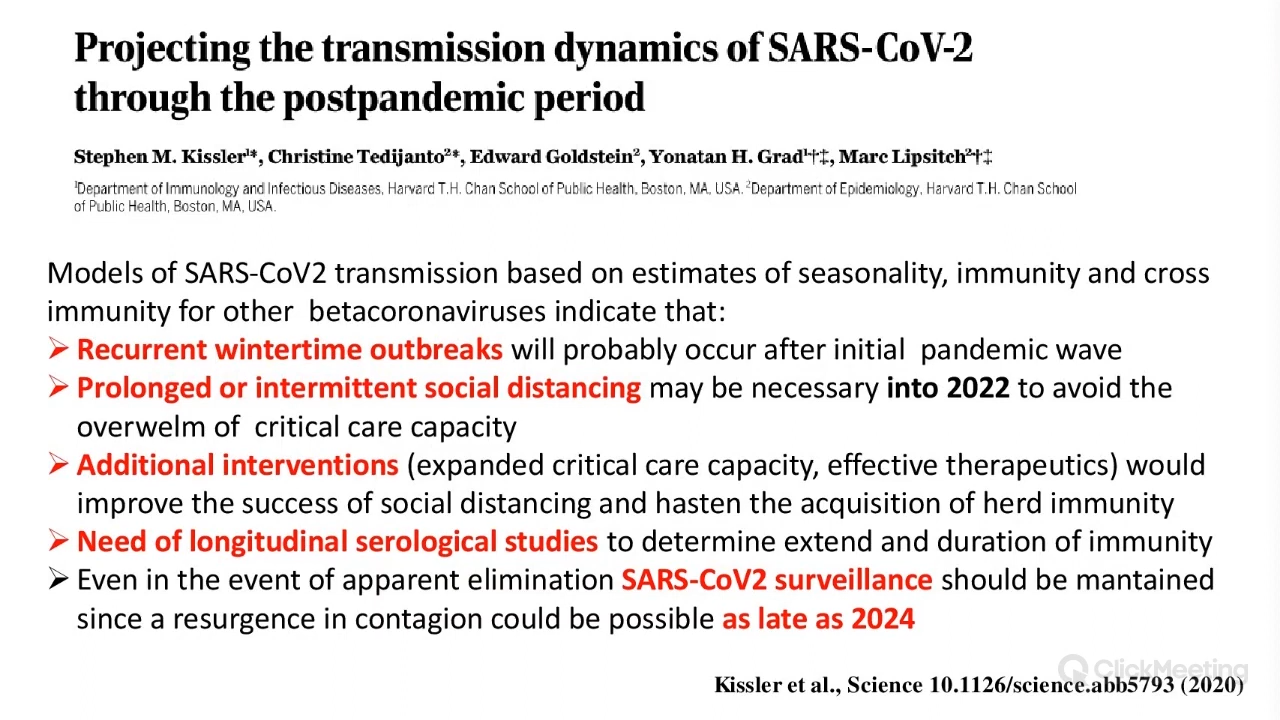 Projecting the transmission dynamics of SARS-CoV-2
through the postpandemic period
Stephen M. Kissler¹*, Christine Tedijanto²*, Edward Goldstein², Yonatan H. Grad¹†‡, Marc Lipsitch²†‡
¹Department of Immunology and Infectious Diseases, Harvard T.H. Chan School of Public Health, Boston, MA, USA. ²Department of Epidemiology, Harvard T.H. Chan School
of Public Health, Boston, MA, USA.
Models of SARS-CoV2 transmission based on estimates of seasonality, immunity and cross
immunity for other betacoronaviruses indicate that:
➢ Recurrent wintertime outbreaks will probably occur after initial pandemic wave
➢ Prolonged or intermittent social distancing may be necessary into 2022 to avoid the
overwelm of critical care capacity
➢ Additional interventions (expanded critical care capacity, effective therapeutics) would
improve the success of social distancing and hasten the acquisition of herd immunity
➢ Need of longitudinal serological studies to determine extend and duration of immunity
➢ Even in the event of apparent elimination SARS-CoV2 surveillance should be mantained
since a resurgence in contagion could be possible as late as 2024
ClickMeeting
Kissler et al., Science 10.1126/science.abb5793 (2020)